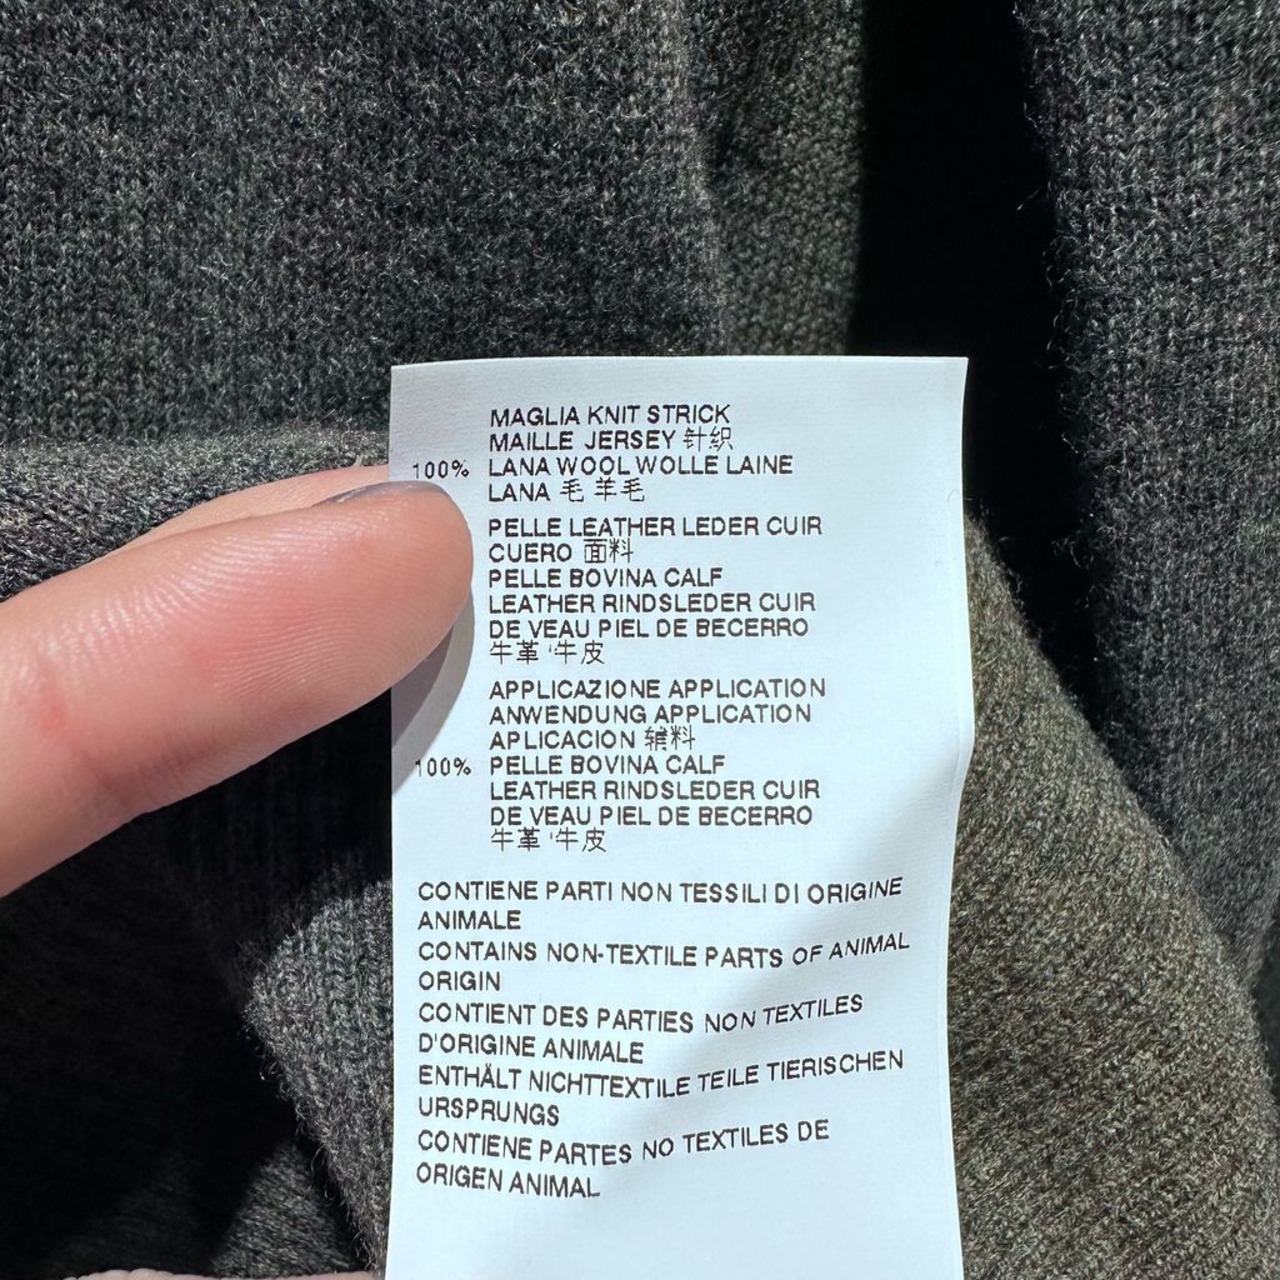 MAGLIA KNIT STRICK
MAILLE JERSEY 针织
100% LANA WOOL WOLLE LAINE
LANA 毛 羊毛
PELLE LEATHER LEDER CUIR
CUERO 面料
PELLE BOVINA CALF
LEATHER RINDSLEDER CUIR
DE VEAU PIEL DE BECERRO
牛革 牛皮
APPLICAZIONE APPLICATION
ANWENDUNG APPLICATION
APLICACION 辅料
100% PELLE BOVINA CALF
LEATHER RINDSLEDER CUIR
DE VEAU PIEL DE BECERRO
牛革 牛皮
CONTIENE PARTI NON TESSILI DI ORIGINE
ANIMALE
CONTAINS NON-TEXTILE PARTS OF ANIMAL
ORIGIN
CONTIENT DES PARTIES NON TEXTILES
D'ORIGINE ANIMALE
ENTHÄLT NICHTTEXTILE TEILE TIERISCHEN
URSPRUNGS
CONTIENE PARTES NO TEXTILES DE
ORIGEN ANIMAL